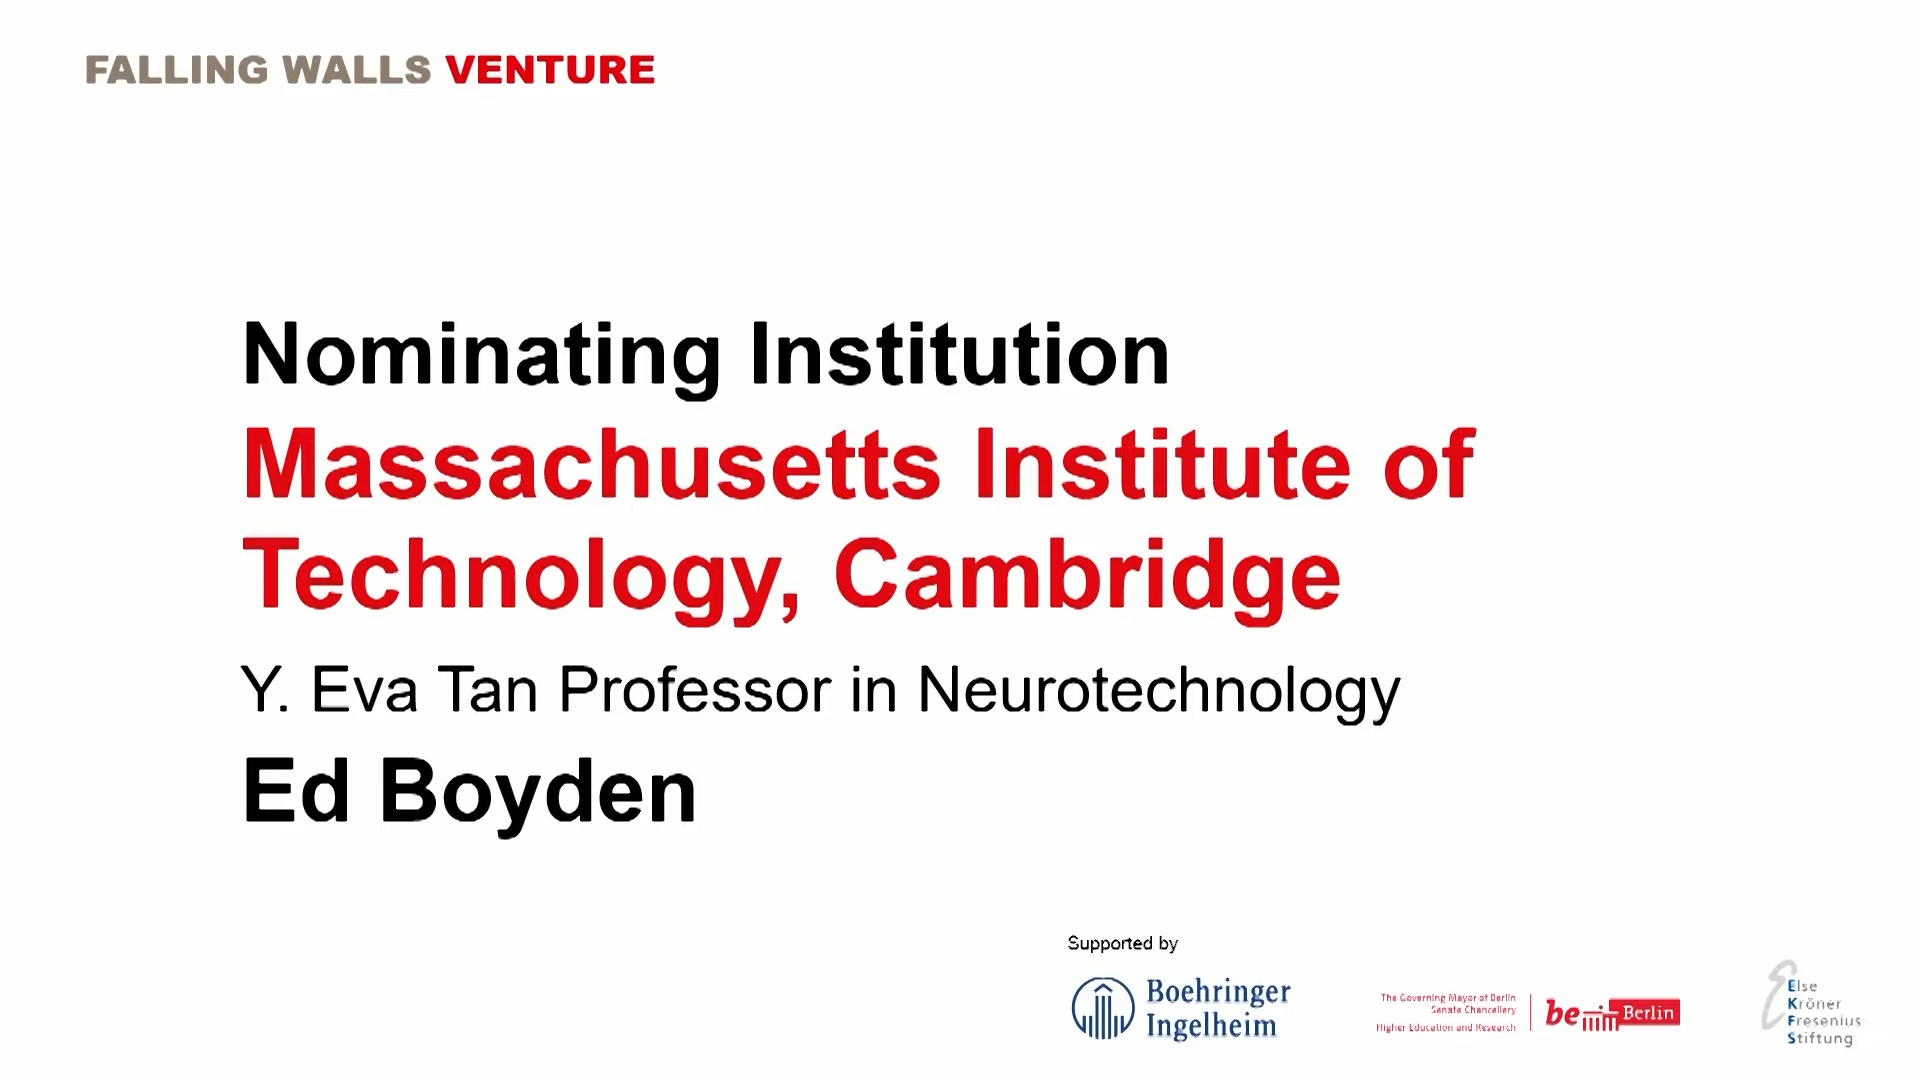 FALLING WALLS VENTURE
Nominating Institution
Massachusetts Institute of
Technology, Cambridge
Y. Eva Tan Professor in Neurotechnology
Ed Boyden
Supported by
Boehringer
Ingelheim
The Governing Mayor of Berlin
Senate Chancellery
Higher Education and Research
be Berlin
Else
Kröner
Fresenius
Stiftung